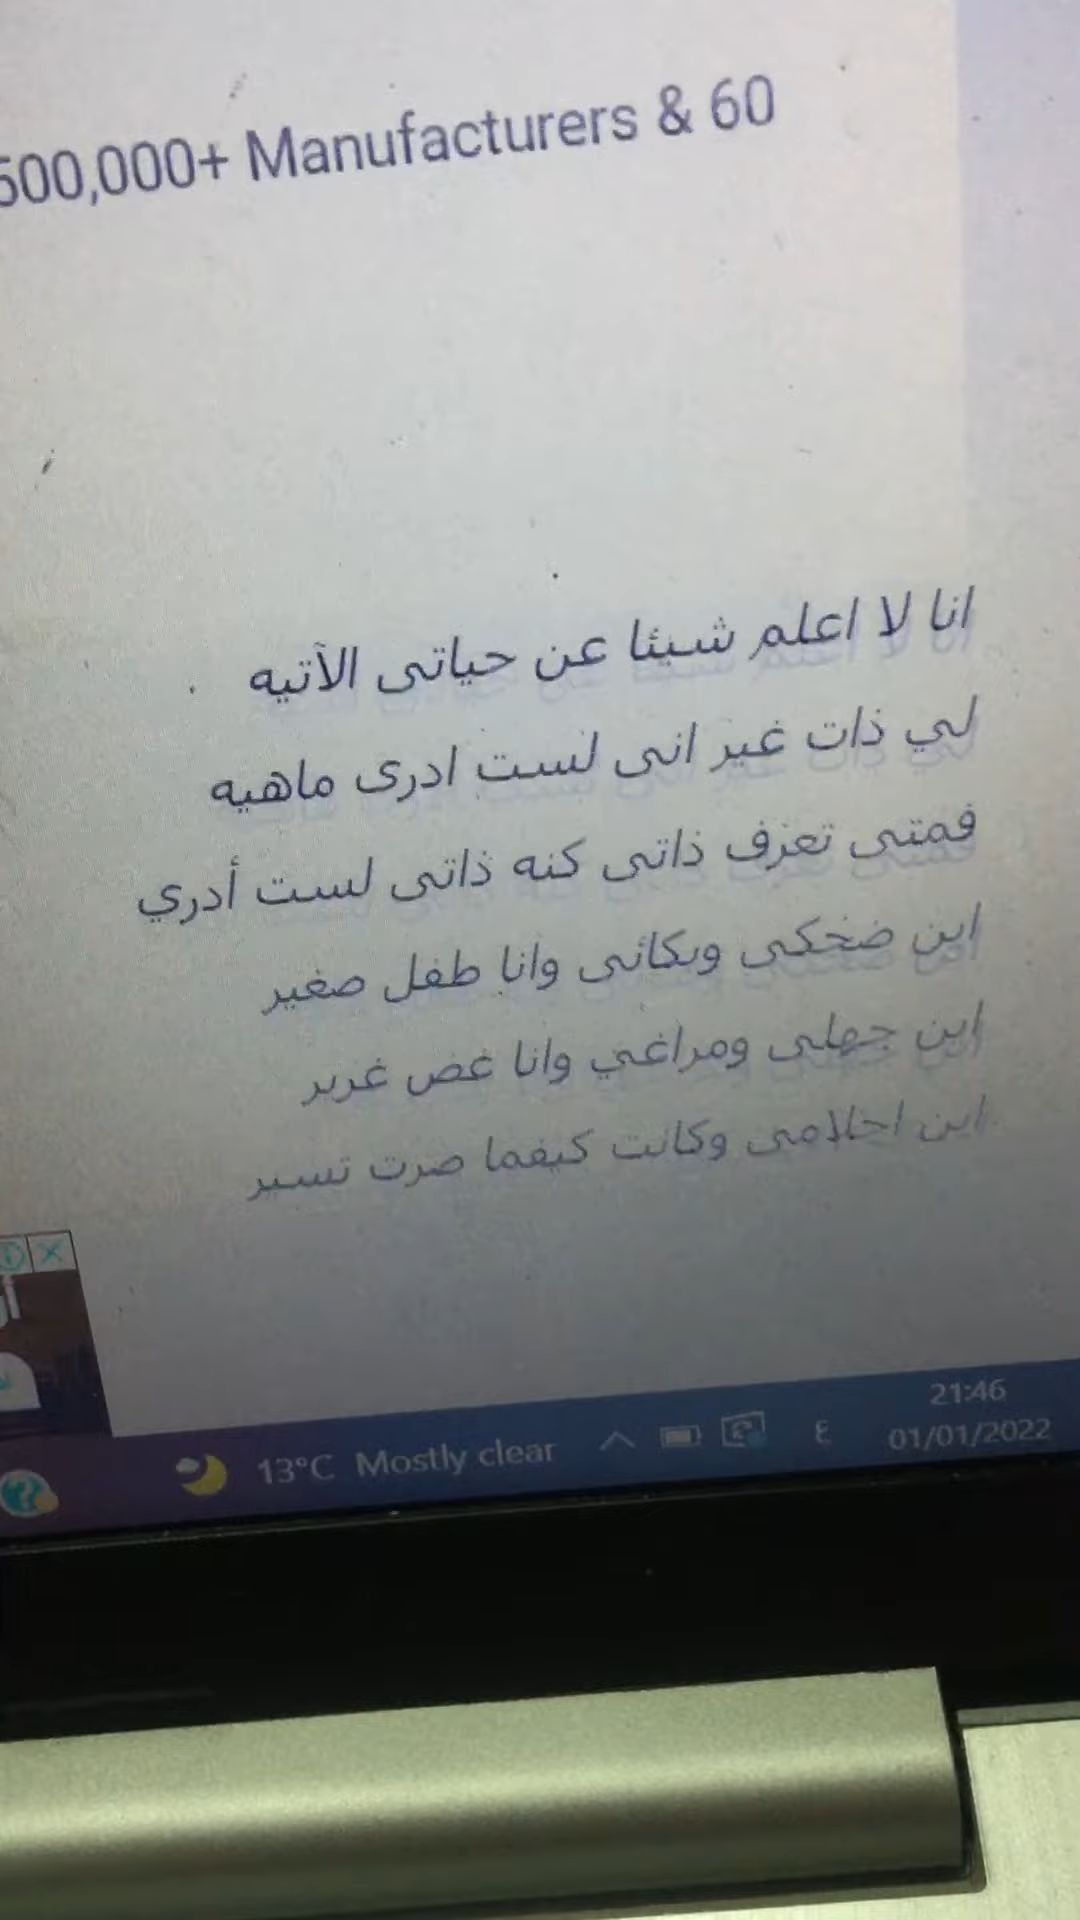 500,000+ Manufacturers & 60
انا لا اعلم شيئا عن حياتى الآتيه
لي ذات غير انى لست ادرى ماهيه
فمتى تعرف ذاتى كنه ذاتى لست أدري
اين ضحكى وبكائى وانا طفل صغير
اين جهلى ومراغي وانا غض غرير
اين احلامى وكانت كيفما صرت تسير
13°C Mostly clear
ع
21:46
01/01/2022